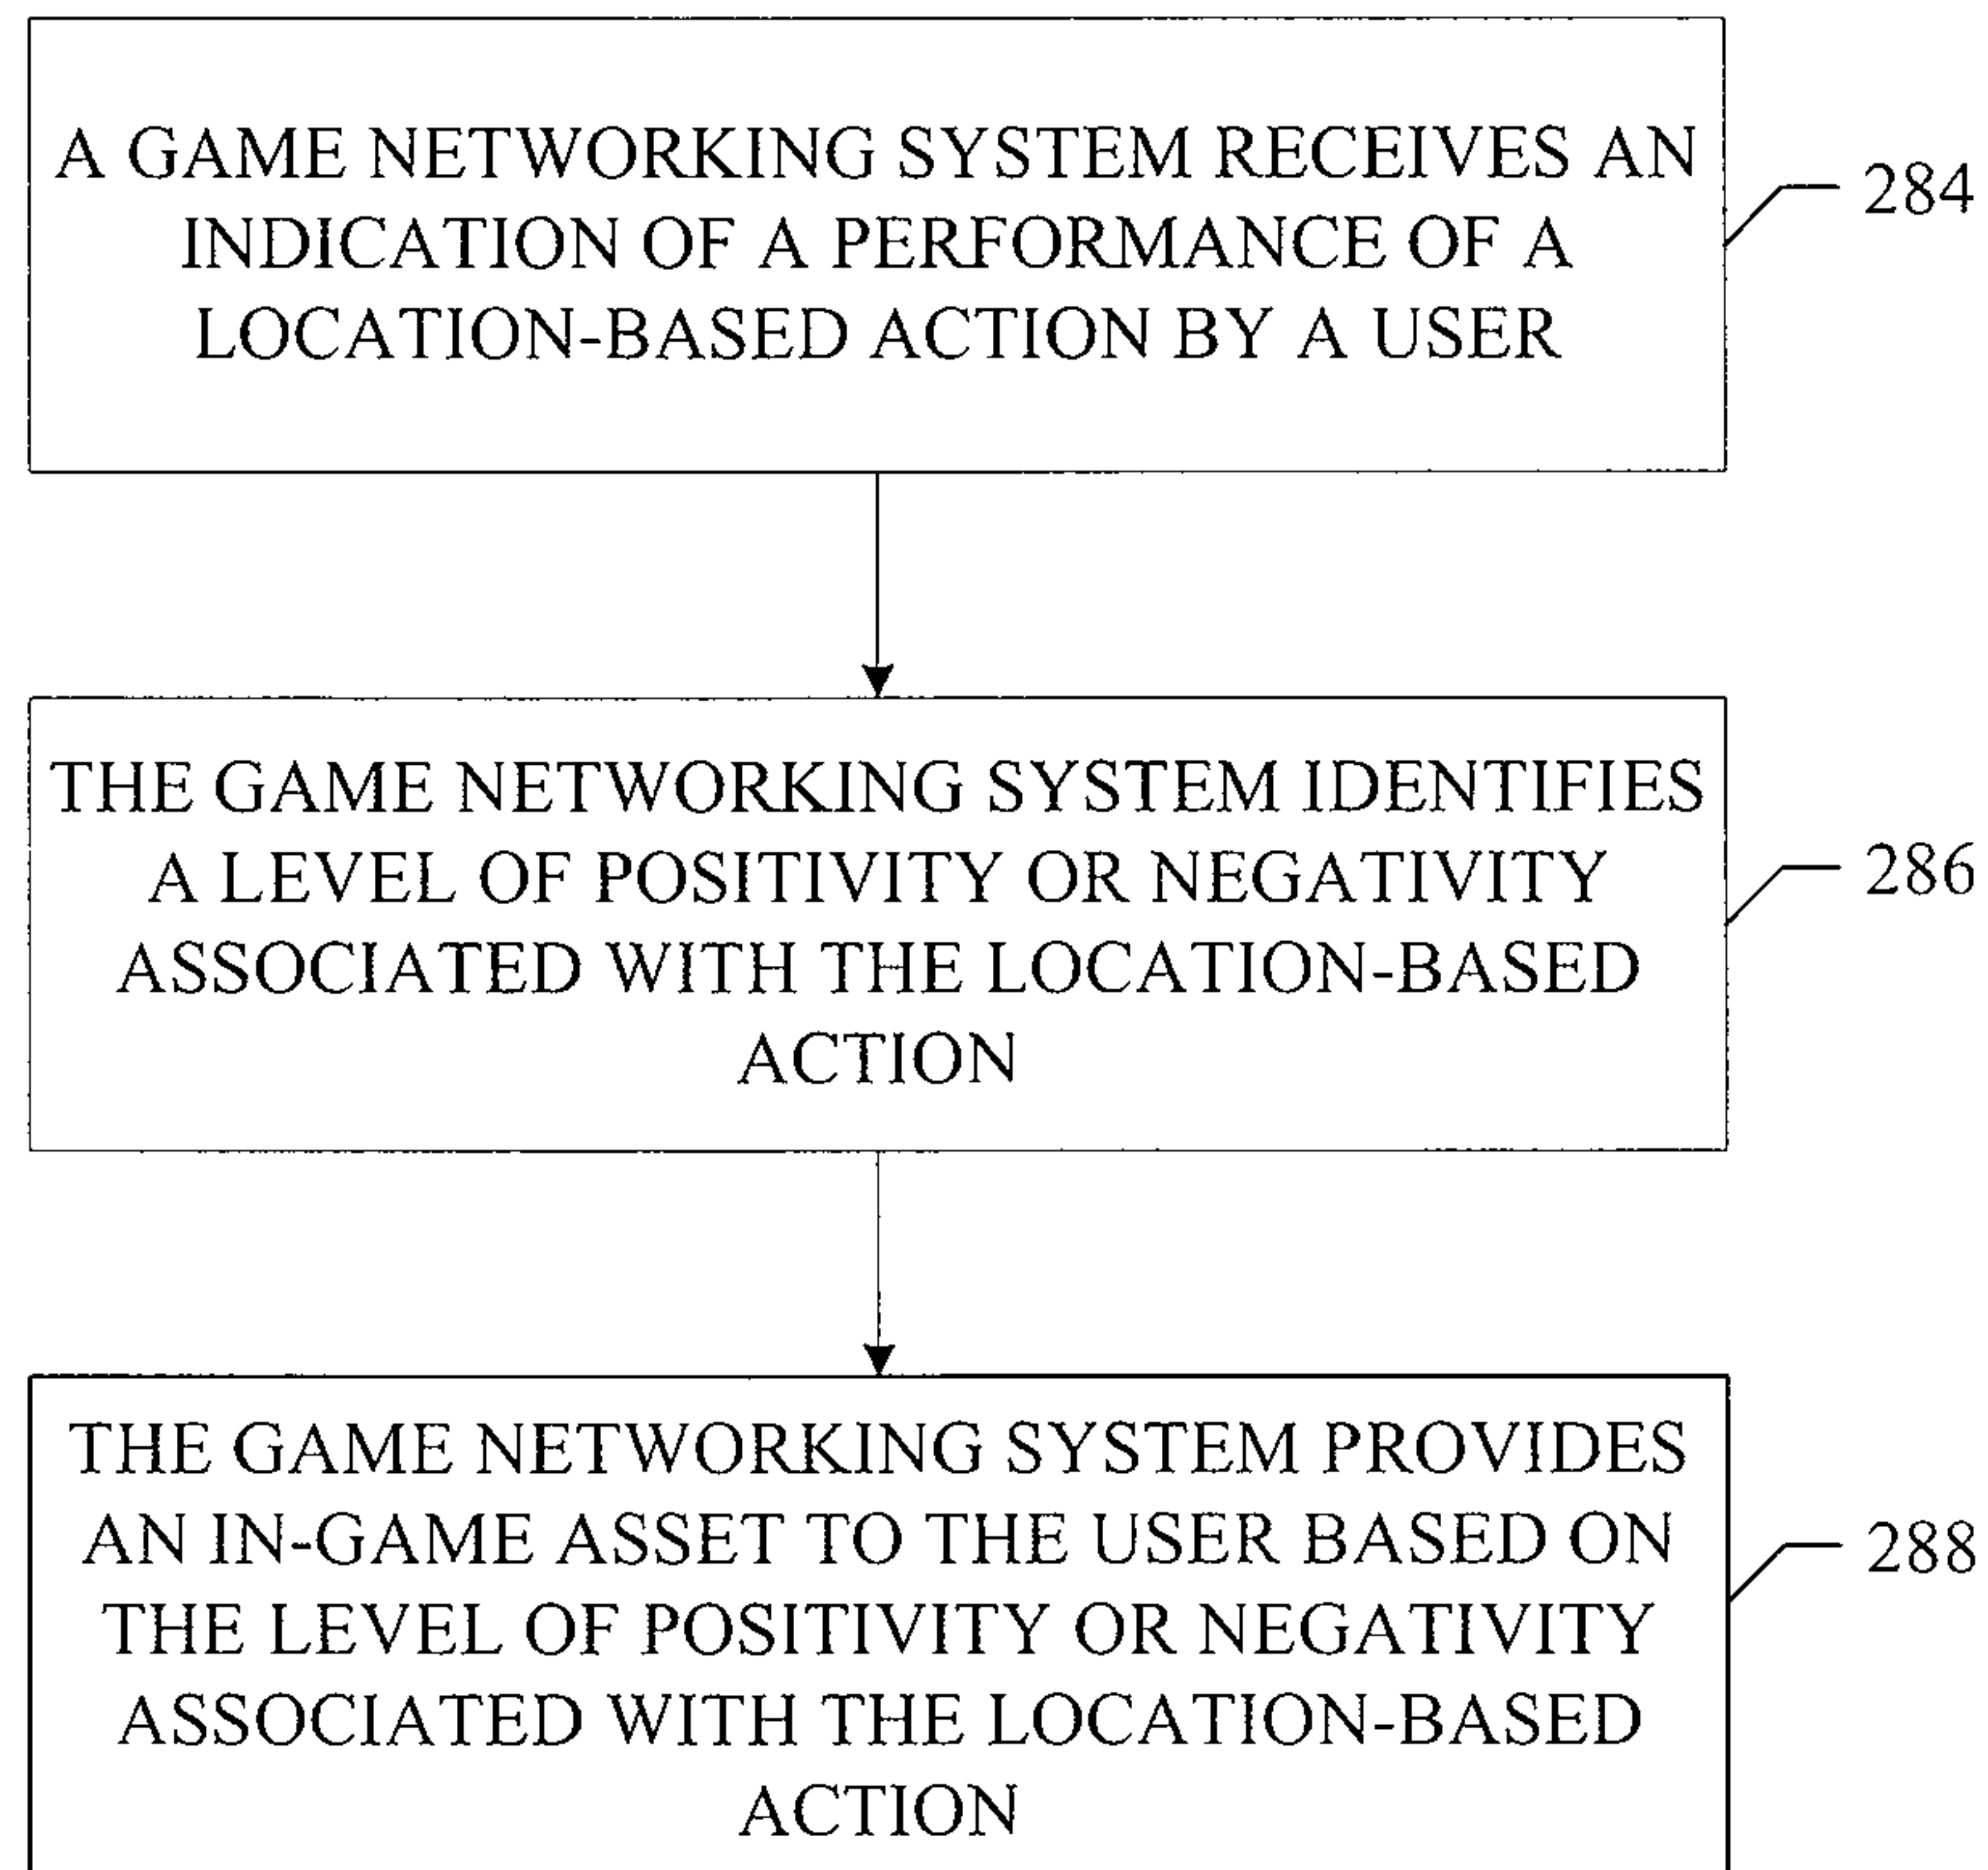 A GAME NETWORKING SYSTEM RECEIVES AN
INDICATION OF A PERFORMANCE OF A
LOCATION-BASED ACTION BY A USER
284
THE GAME NETWORKING SYSTEM IDENTIFIES
A LEVEL OF POSITIVITY OR NEGATIVITY
ASSOCIATED WITH THE LOCATION-BASED
ACTION
286
THE GAME NETWORKING SYSTEM PROVIDES
AN IN-GAME ASSET TO THE USER BASED ON
THE LEVEL OF POSITIVITY OR NEGATIVITY
ASSOCIATED WITH THE LOCATION-BASED
ACTION
288